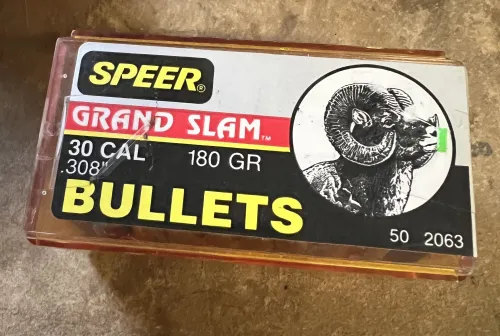 SPEER®
GRAND SLAM™
30 CAL 180 GR
.308"
BULLETS
50 2063